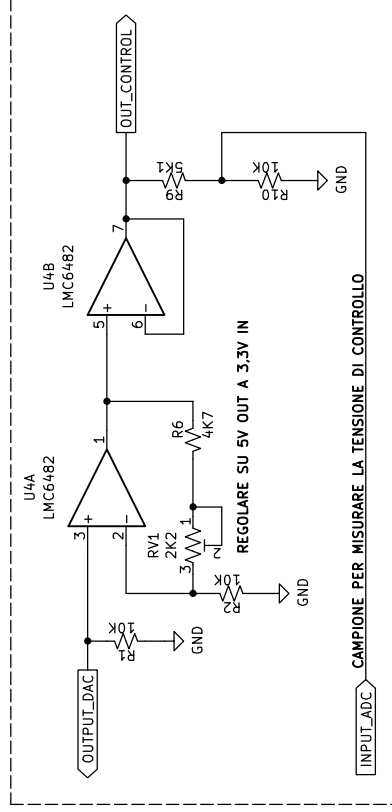 OUTPUT_DAC
R1
10K
GND
3
+
2
−
1
U4A
LMC6482
R2
10K
GND
3
RV1
2K2
2
1
R6
4K7
REGOLARE SU 5V OUT A 3,3V IN
5
+
6
−
7
U4B
LMC6482
OUT_CONTROL
R9
5K1
R10
10K
GND
INPUT_ADC
CAMPIONE PER MISURARE LA TENSIONE DI CONTROLLO